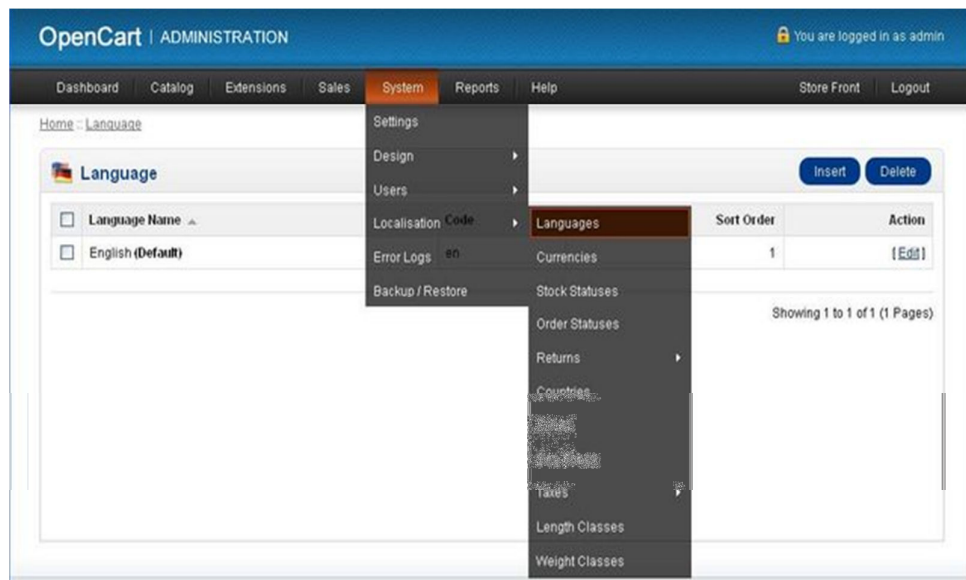 OpenCart | ADMINISTRATION
You are logged in as admin
Dashboard Catalog Extensions Sales System Reports Help Store Front Logout
Home :: Language
Settings
Language
Insert Delete
Design
Users
Language Name Code Sort Order Action
Localisation
Languages
English (Default) en 1 [ Edit ]
Error Logs
Currencies
Backup / Restore
Stock Statuses
Showing 1 to 1 of 1 (1 Pages)
Order Statuses
Returns
Countries
Taxes
Length Classes
Weight Classes